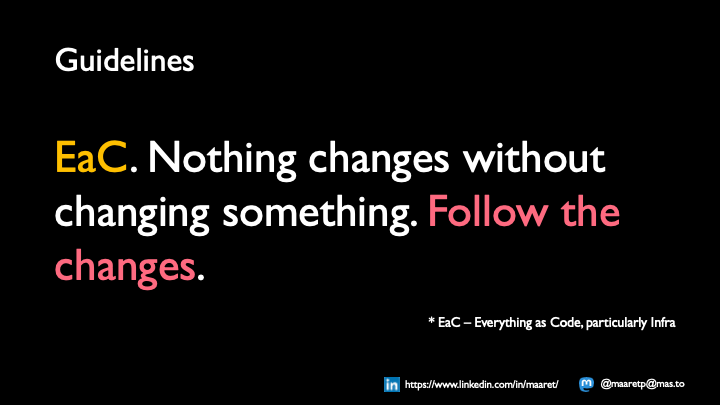 Guidelines
EaC. Nothing changes without
changing something. Follow the
changes.
* EaC – Everything as Code, particularly Infra
https://www.linkedin.com/in/maaret/
@maaretp@mas.to